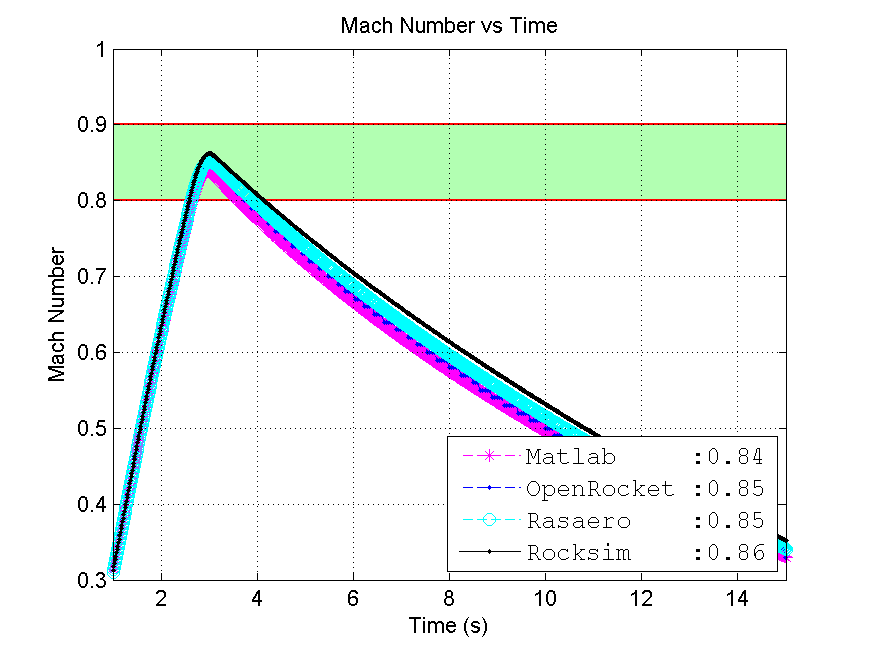 Mach Number vs Time
1
0.9
0.8
0.7
0.6
0.5
0.4
0.3
Mach Number
Matlab :0.84
OpenRocket :0.85
Rasaero :0.85
Rocksim :0.86
2 4 6 8 10 12 14
Time (s)